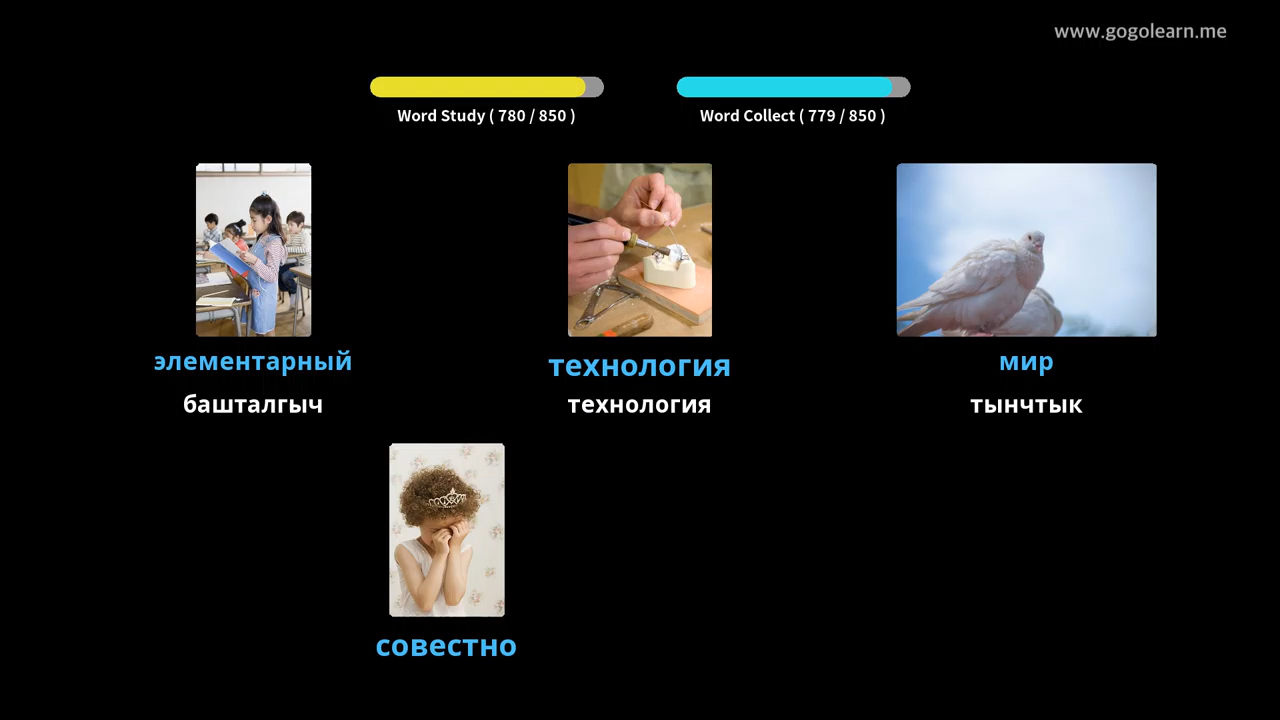 www.gogolearn.me
Word Study ( 780 / 850 )
Word Collect ( 779 / 850 )
элементарный
башталгыч
технология
технология
мир
тынчтык
совестно